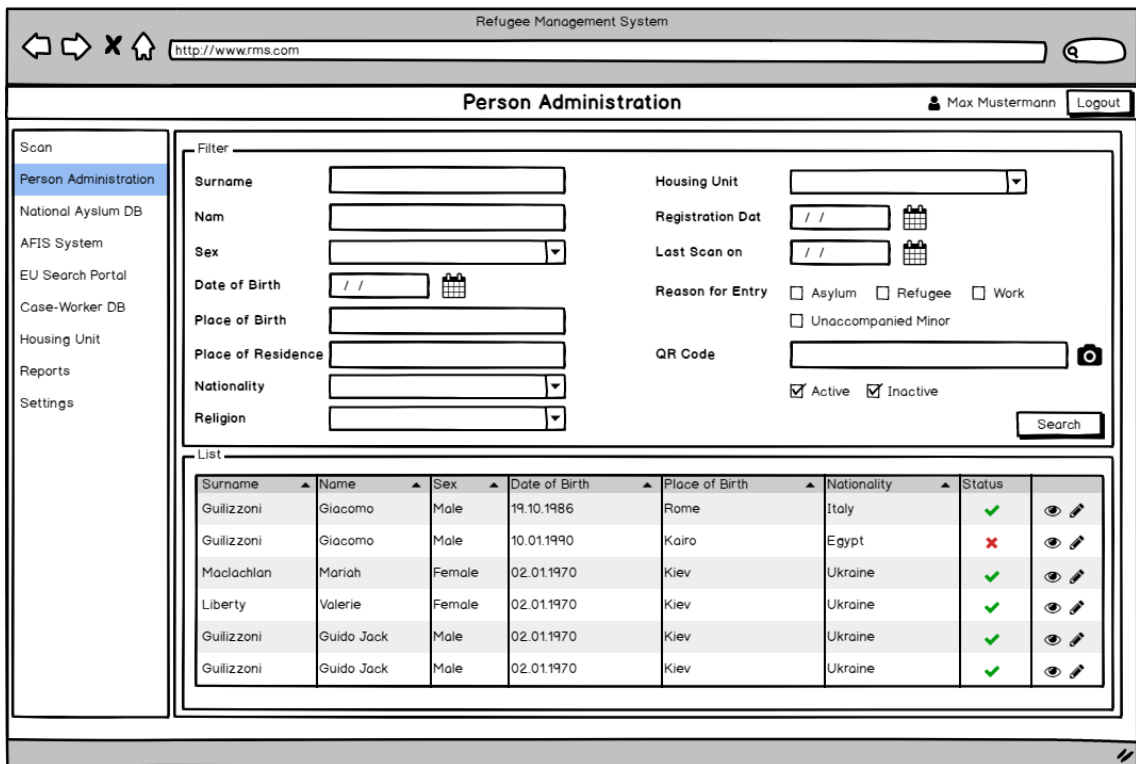 Refugee Management System
http://www.rms.com
Person Administration
Max Mustermann
Logout
Scan
Person Administration
National Ayslum DB
AFIS System
EU Search Portal
Case-Worker DB
Housing Unit
Reports
Settings
Filter
Surname
Nam
Sex
Date of Birth / /
Place of Birth
Place of Residence
Nationality
Religion
Housing Unit
Registration Dat / /
Last Scan on / /
Reason for Entry Asylum Refugee Work
Unaccompanied Minor
QR Code
Active Inactive
Search
List
Surname Name Sex Date of Birth Place of Birth Nationality Status
Guilizzoni Giacomo Male 19.10.1986 Rome Italy
Guilizzoni Giacomo Male 10.01.1990 Kairo Egypt
Maclachlan Mariah Female 02.01.1970 Kiev Ukraine
Liberty Valerie Female 02.01.1970 Kiev Ukraine
Guilizzoni Guido Jack Male 02.01.1970 Kiev Ukraine
Guilizzoni Guido Jack Male 02.01.1970 Kiev Ukraine